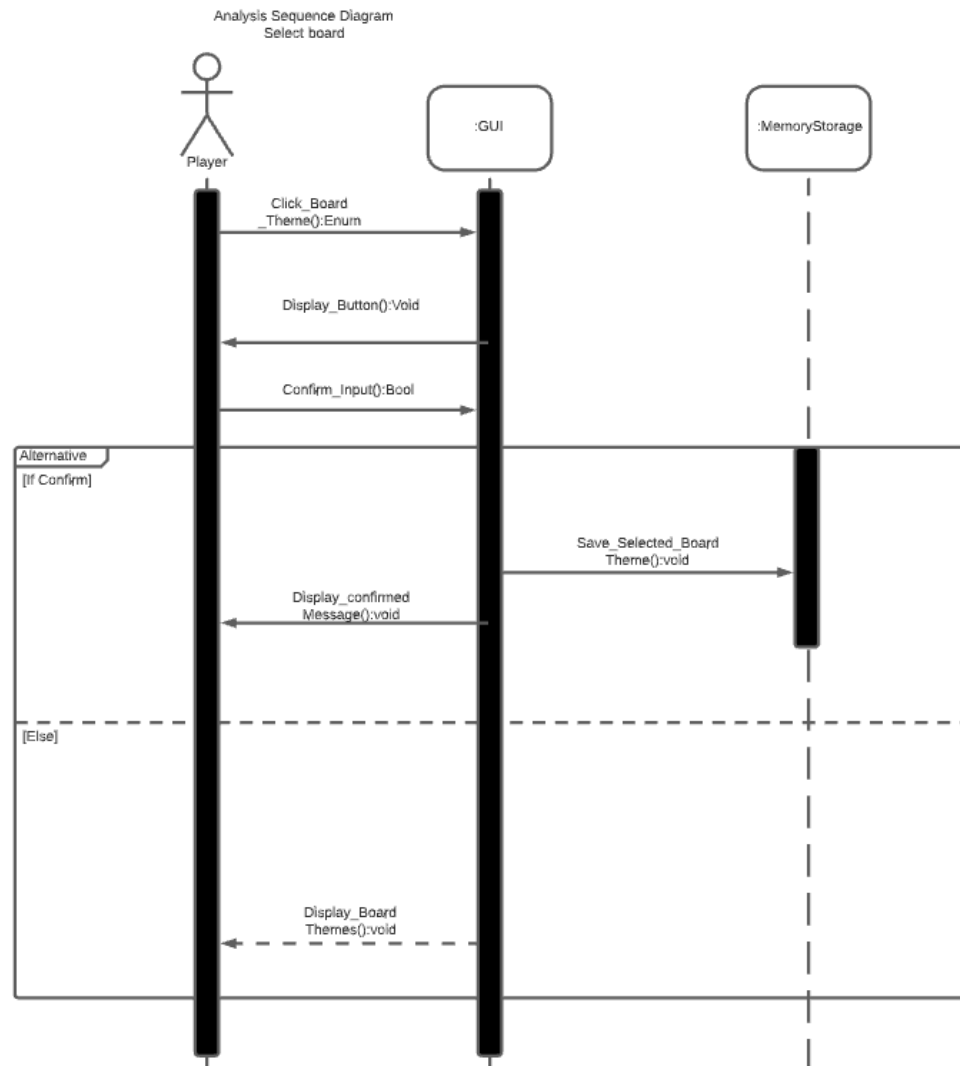 Analysis Sequence Diagram
Select board
Player
:GUI
:MemoryStorage
Click_Board
_Theme():Enum
Display_Button():Void
Confirm_Input():Bool
Alternative
[If Confirm]
Save_Selected_Board
Theme():void
Display_confirmed
Message():void
[Else]
Display_Board
Themes():void